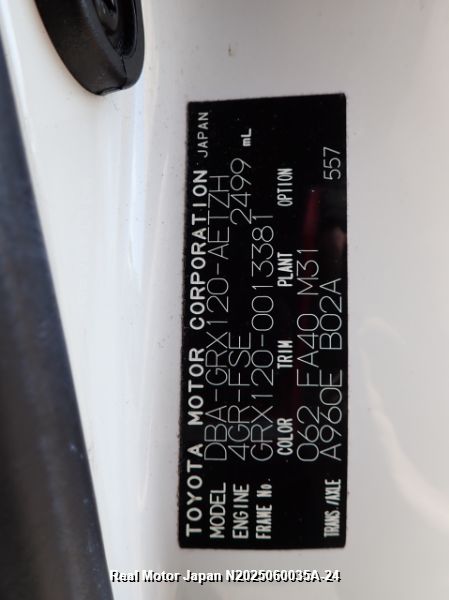 TOYOTA MOTOR CORPORATION JAPAN
MODEL DBA-GRX120-AETZH
ENGINE 4GR-FSE 2499 mL
FRAME No. GRX120-0013381
COLOR TRIM PLANT OPTION
062 FA40 M31
TRANS/AXLE A960E B02A 557
Real Motor Japan N2025060035A-24